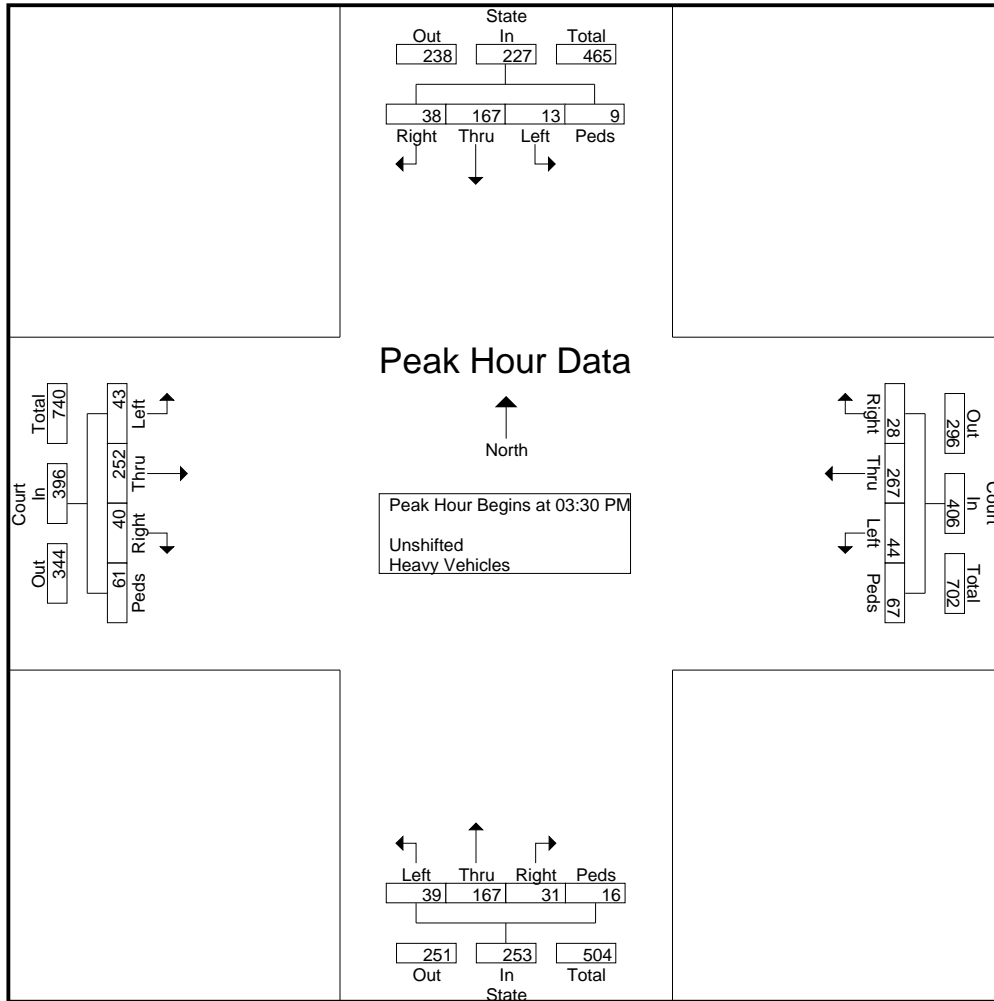 State
Out In Total
238 227 465
38 167 13 9
Right Thru Left Peds
Peak Hour Data
North
Peak Hour Begins at 03:30 PM
Unshifted
Heavy Vehicles
Court
Total In Out
740 396 344
43 252 40 61
Left Thru Right Peds
Court
Out In Total
296 406 702
28 267 44 67
Right Thru Left Peds
Left Thru Right Peds
39 167 31 16
251 253 504
Out In Total
State